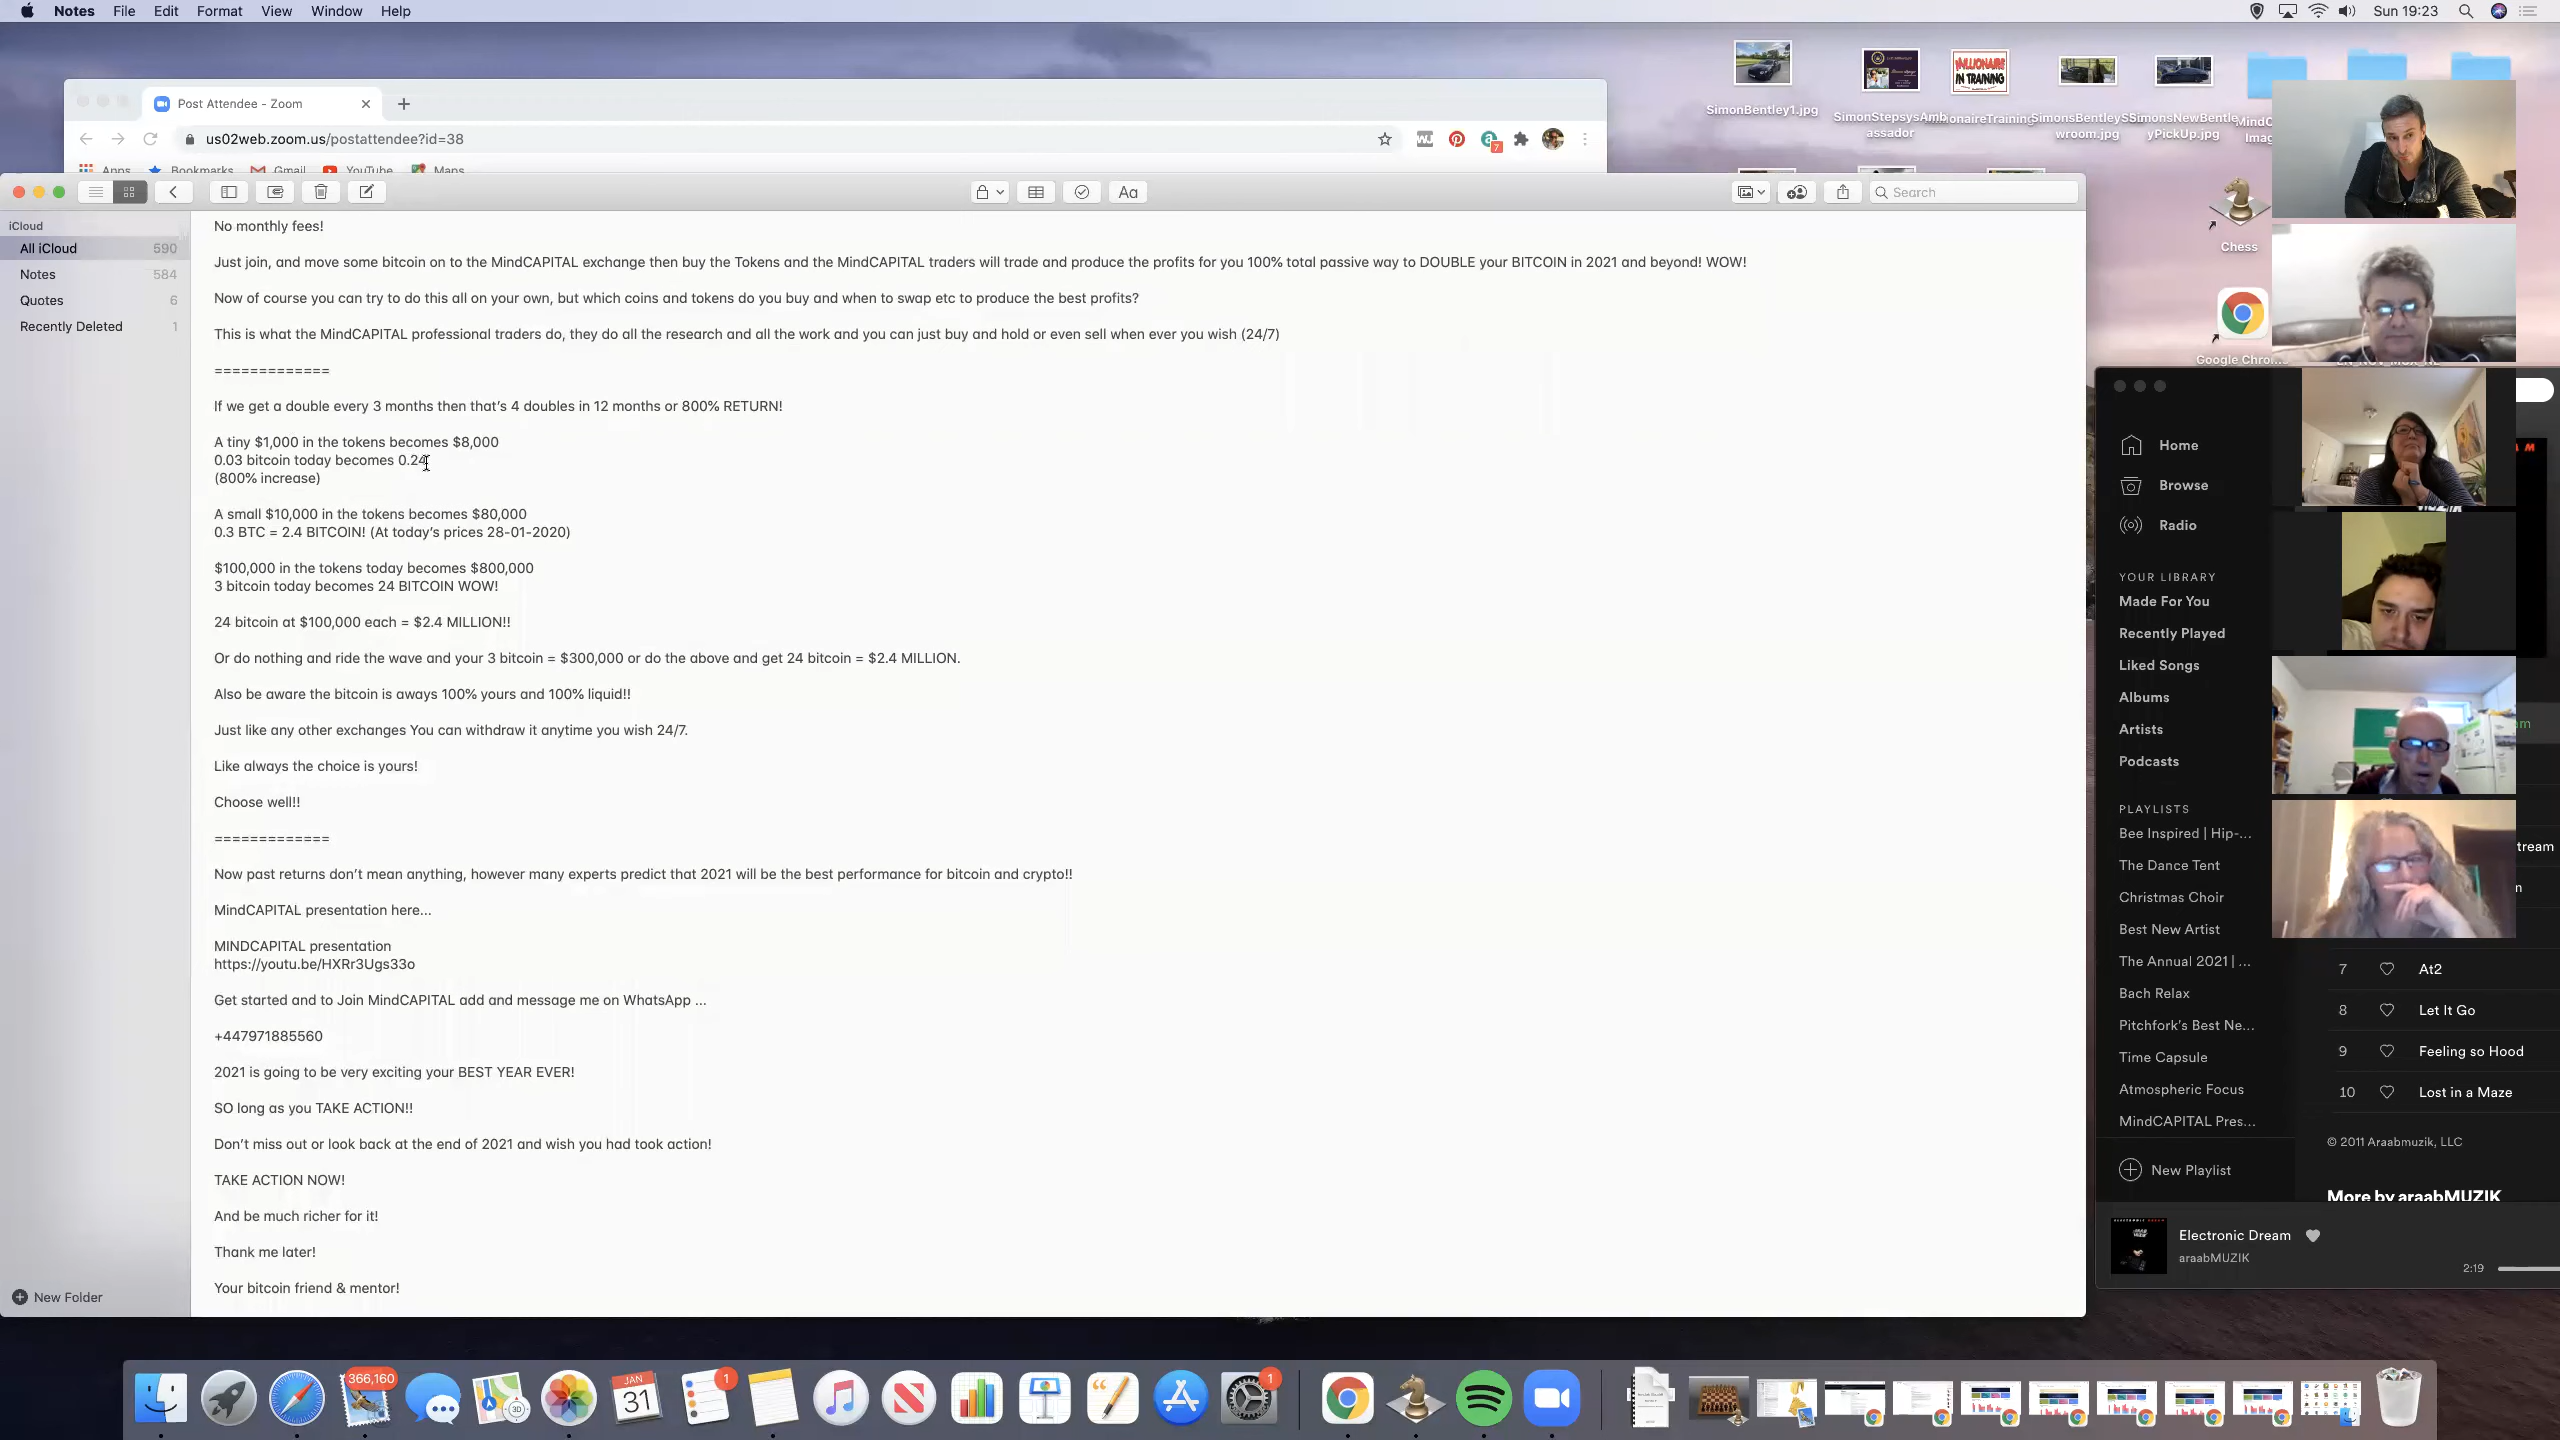 Notes File Edit Format View Window Help
Sun 19:23
Post Attendee - Zoom
us02web.zoom.us/postattendee?id=38
7
Apps Bookmarks Gmail YouTube Maps
SimonBentley1.jpg
MILLIONAIRE
IN TRAINING
Chess
Search
iCloud
All iCloud 590
Notes 584
Quotes 6
Recently Deleted 1
New Folder
No monthly fees!
Just join, and move some bitcoin on to the MindCAPITAL exchange then buy the Tokens and the MindCAPITAL traders will trade and produce the profits for you 100% total passive way to DOUBLE your BITCOIN in 2021 and beyond! WOW!
Now of course you can try to do this all on your own, but which coins and tokens do you buy and when to swap etc to produce the best profits?
This is what the MindCAPITAL professional traders do, they do all the research and all the work and you can just buy and hold or even sell when ever you wish (24/7)
=============
If we get a double every 3 months then that's 4 doubles in 12 months or 800% RETURN!
A tiny $1,000 in the tokens becomes $8,000
0.03 bitcoin today becomes 0.24
(800% increase)
A small $10,000 in the tokens becomes $80,000
0.3 BTC = 2.4 BITCOIN! (At today's prices 28-01-2020)
$100,000 in the tokens today becomes $800,000
3 bitcoin today becomes 24 BITCOIN WOW!
24 bitcoin at $100,000 each = $2.4 MILLION!!
Or do nothing and ride the wave and your 3 bitcoin = $300,000 or do the above and get 24 bitcoin = $2.4 MILLION.
Also be aware the bitcoin is aways 100% yours and 100% liquid!!
Just like any other exchanges You can withdraw it anytime you wish 24/7.
Like always the choice is yours!
Choose well!!
=============
Now past returns don't mean anything, however many experts predict that 2021 will be the best performance for bitcoin and crypto!!
MindCAPITAL presentation here...
MINDCAPITAL presentation
https://youtu.be/HXRr3Ugs33o
Get started and to Join MindCAPITAL add and message me on WhatsApp ...
+447971885560
2021 is going to be very exciting your BEST YEAR EVER!
SO long as you TAKE ACTION!!
Don't miss out or look back at the end of 2021 and wish you had took action!
TAKE ACTION NOW!
And be much richer for it!
Thank me later!
Your bitcoin friend & mentor!
Home
Browse
Radio
YOUR LIBRARY
Made For You
Recently Played
Liked Songs
Albums
Artists
Podcasts
PLAYLISTS
Bee Inspired | Hip-...
The Dance Tent
Christmas Choir
Best New Artist
The Annual 2021 | ...
Bach Relax
Pitchfork's Best Ne...
Time Capsule
Atmospheric Focus
MindCAPITAL Pres...
New Playlist
7 At2
8 Let It Go
9 Feeling so Hood
10 Lost in a Maze
© 2011 Araabmuzik, LLC
More by araabMUZIK
Electronic Dream
araabMUZIK
2:19
366,160
3D
JAN
31
1
1